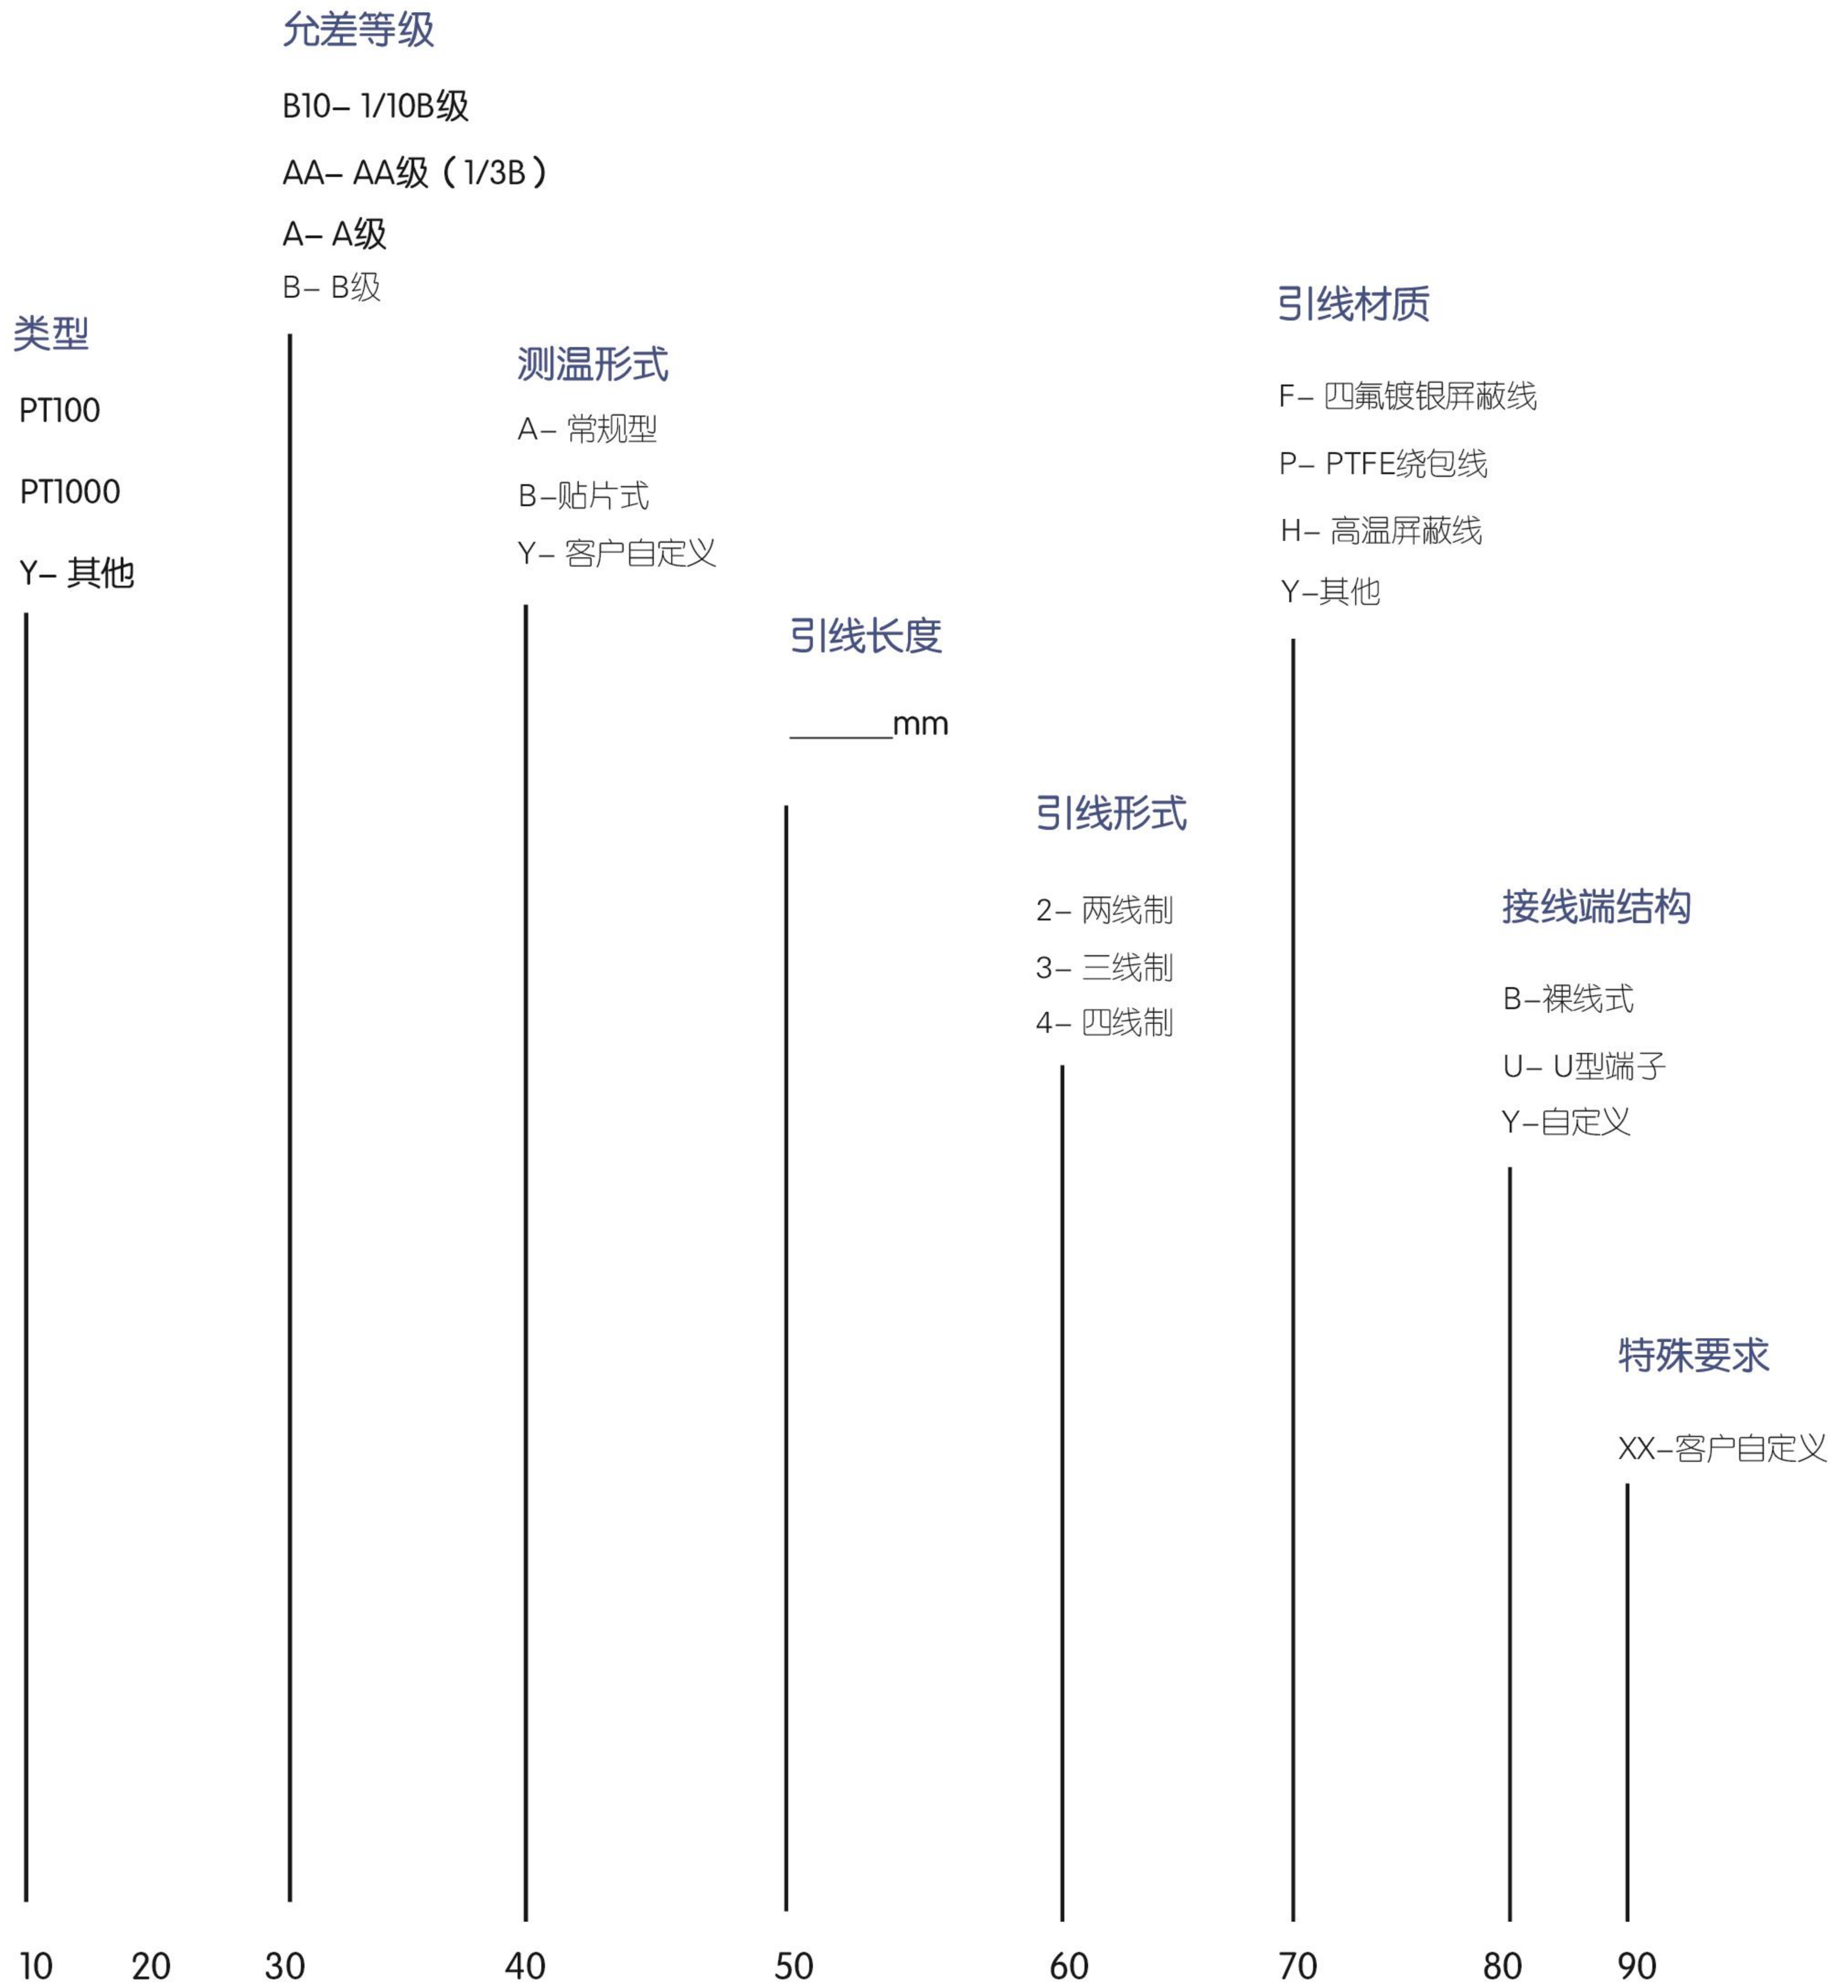 允差等级
B10– 1/10B级
AA– AA级（1/3B）
A– A级
B– B级
类型
PT100
PT1000
Y– 其他
测温形式
A– 常规型
B–贴片式
Y– 客户自定义
引线长度
______mm
引线形式
2– 两线制
3– 三线制
4– 四线制
引线材质
F– 四氟镀银屏蔽线
P– PTFE绕包线
H– 高温屏蔽线
Y–其他
接线端结构
B–裸线式
U– U型端子
Y–自定义
特殊要求
XX–客户自定义
10 20 30 40 50 60 70 80 90